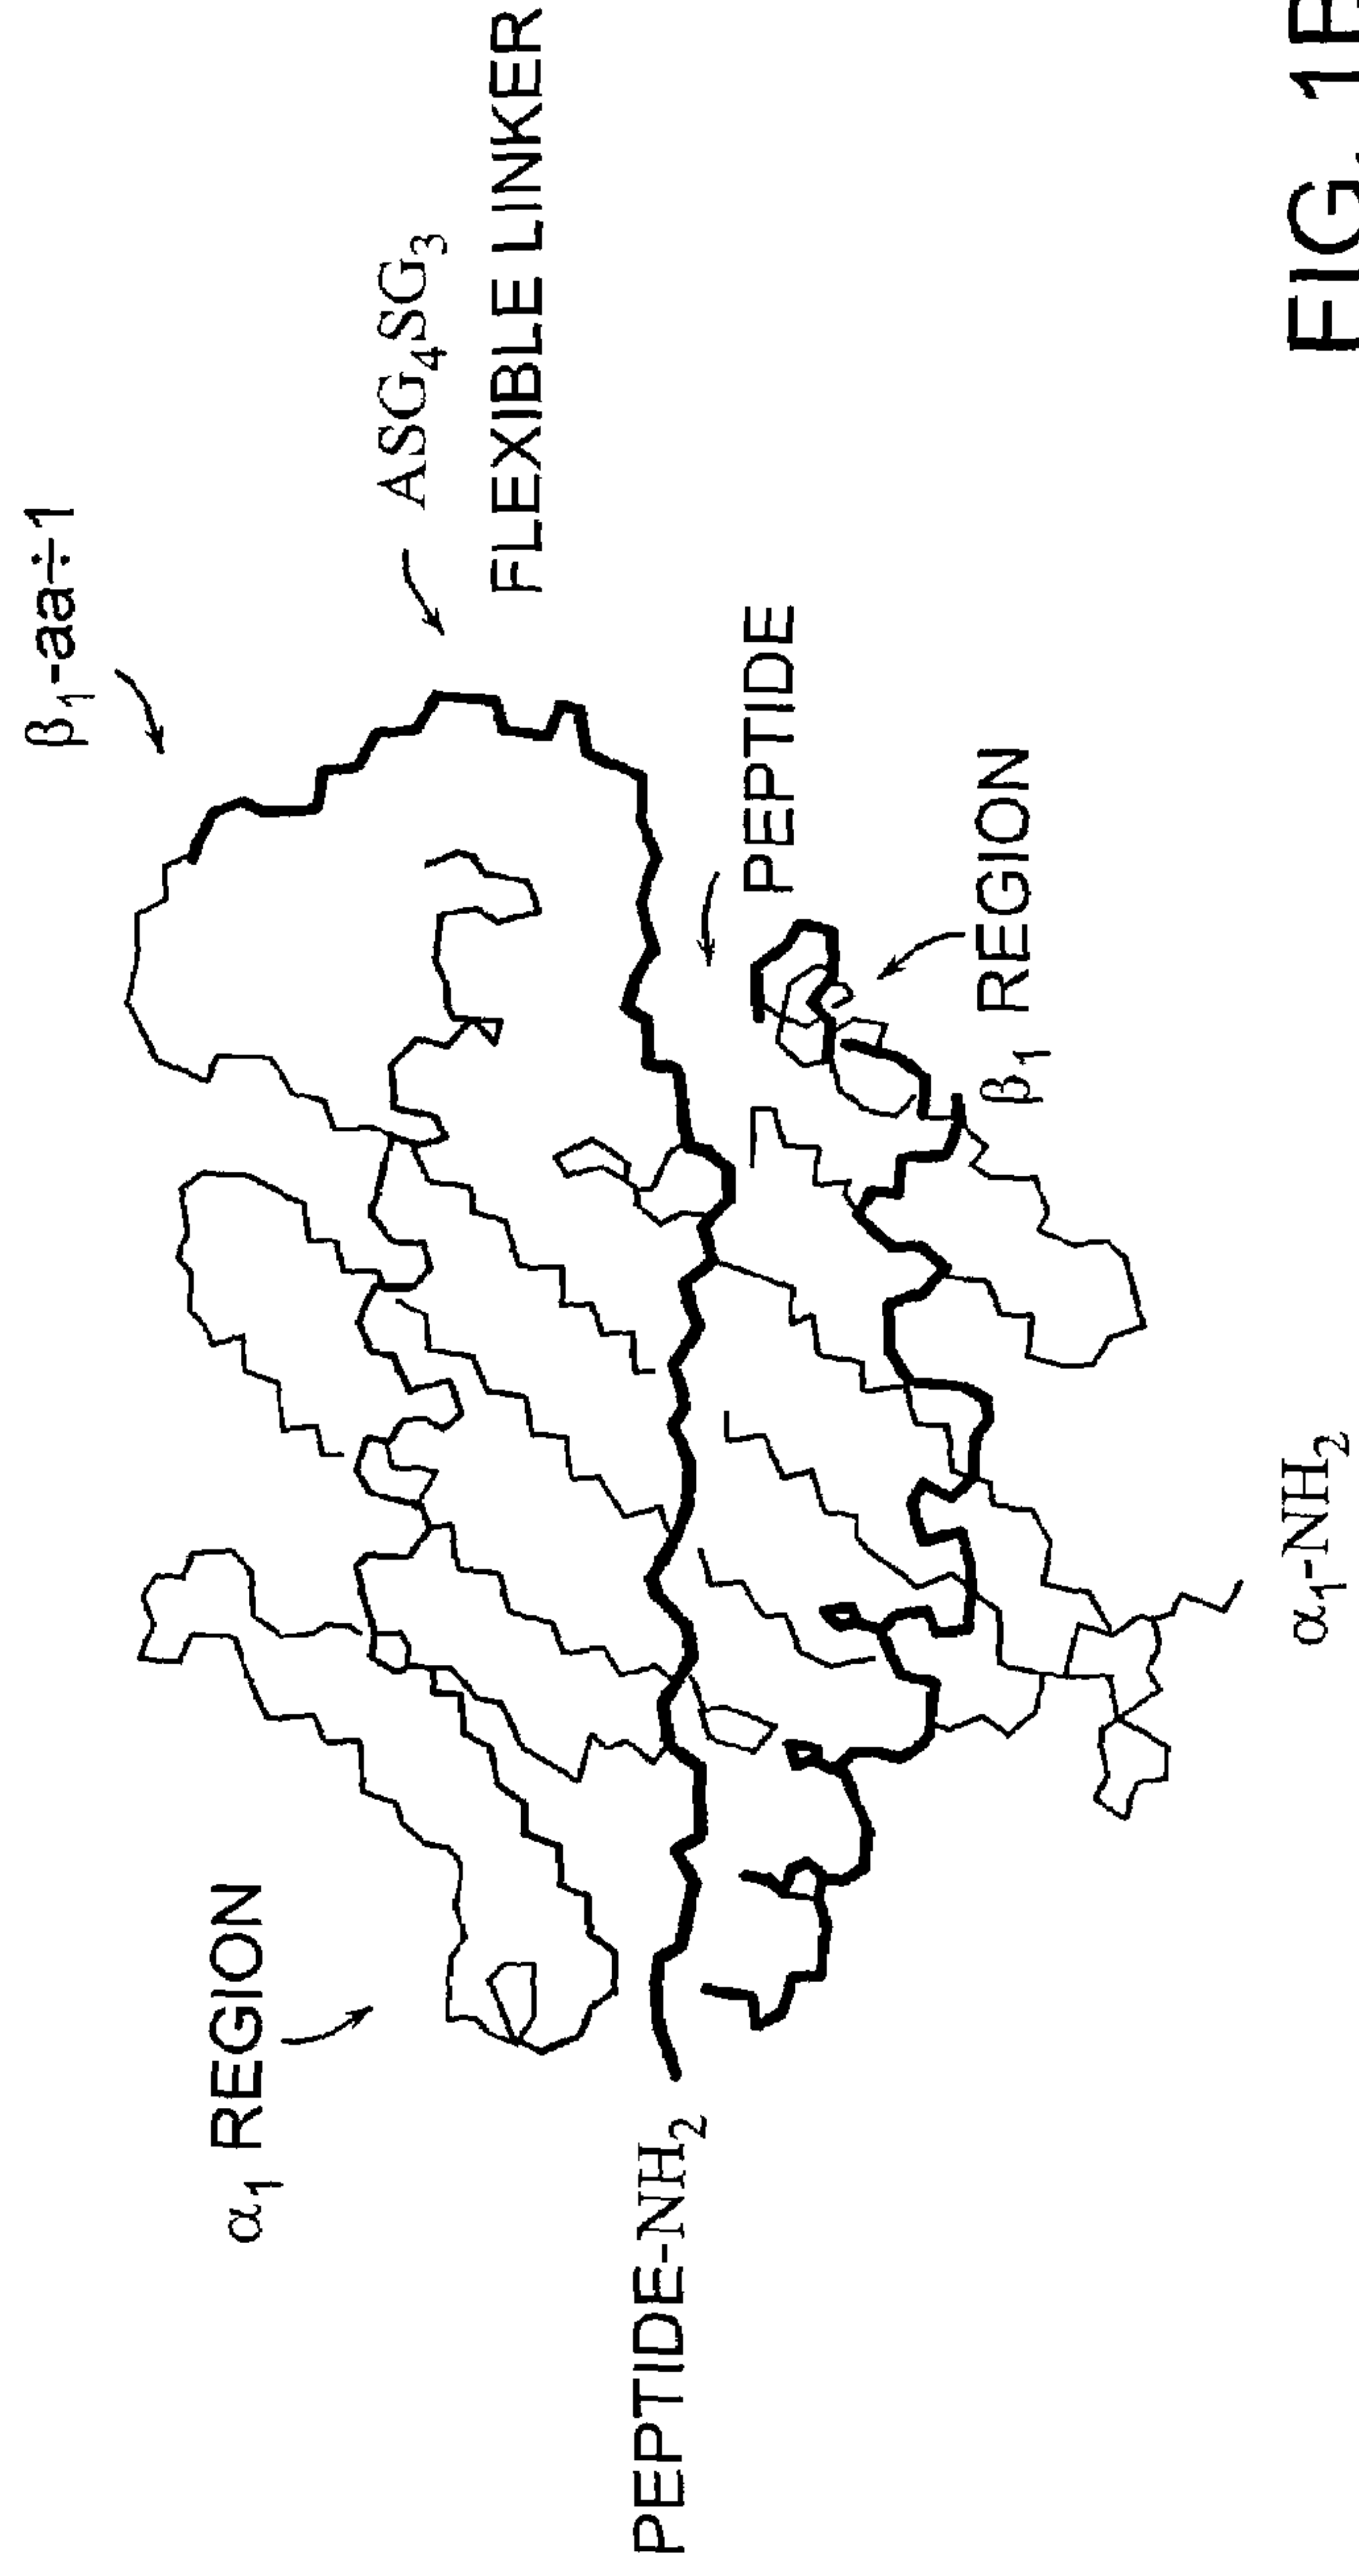 β₁-aa÷1
ASG₄SG₃
FLEXIBLE LINKER
α₁ REGION
PEPTIDE-NH₂
PEPTIDE
β₁ REGION
α₁-NH₂
FIG. 1B